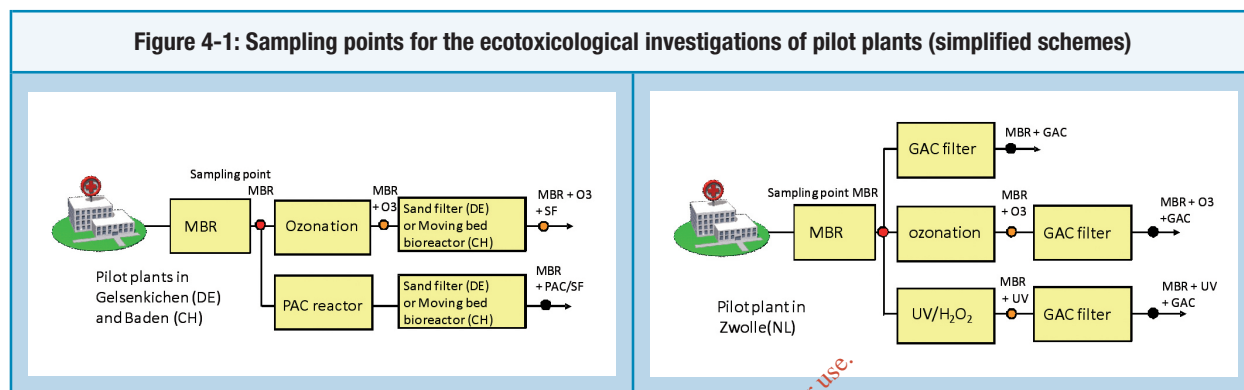 Figure 4-1: Sampling points for the ecotoxicological investigations of pilot plants (simplified schemes)
Sampling point
MBR
MBR
Ozonation
MBR
+ O3
Sand filter (DE)
or Moving bed
bioreactor (CH)
MBR + O3
+ SF
PAC reactor
Sand filter (DE)
or Moving bed
bioreactor (CH)
MBR
+ PAC/SF
Pilot plants in
Gelsenkichen (DE)
and Baden (CH)
GAC filter
MBR + GAC
Sampling point MBR
MBR
ozonation
MBR
+ O3
GAC filter
MBR + O3
+GAC
UV/H₂O₂
MBR
+ UV
GAC filter
MBR + UV
+ GAC
Pilot plant in
Zwolle(NL)
use.